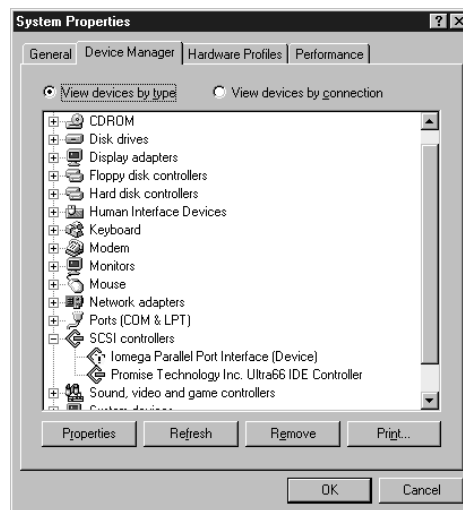 System Properties
General Device Manager Hardware Profiles Performance
View devices by type View devices by connection
CDROM
Disk drives
Display adapters
Floppy disk controllers
Hard disk controllers
Human Interface Devices
Keyboard
Modem
Monitors
Mouse
Network adapters
Ports (COM & LPT)
SCSI controllers
Iomega Parallel Port Interface (Device)
Promise Technology Inc. Ultra66 IDE Controller
Sound, video and game controllers
System devices
Properties Refresh Remove Print...
OK Cancel